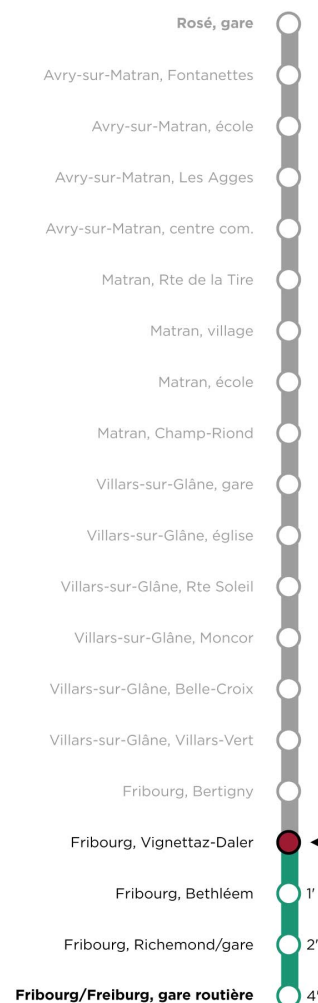 Rosé, gare
Avry-sur-Matran, Fontanettes
Avry-sur-Matran, école
Avry-sur-Matran, Les Agges
Avry-sur-Matran, centre com.
Matran, Rte de la Tire
Matran, village
Matran, école
Matran, Champ-Riond
Villars-sur-Glâne, gare
Villars-sur-Glâne, église
Villars-sur-Glâne, Rte Soleil
Villars-sur-Glâne, Moncor
Villars-sur-Glâne, Belle-Croix
Villars-sur-Glâne, Villars-Vert
Fribourg, Bertigny
Fribourg, Vignettaz-Daler
Fribourg, Bethléem 1'
Fribourg, Richemond/gare 2'
Fribourg/Freiburg, gare routière 4'